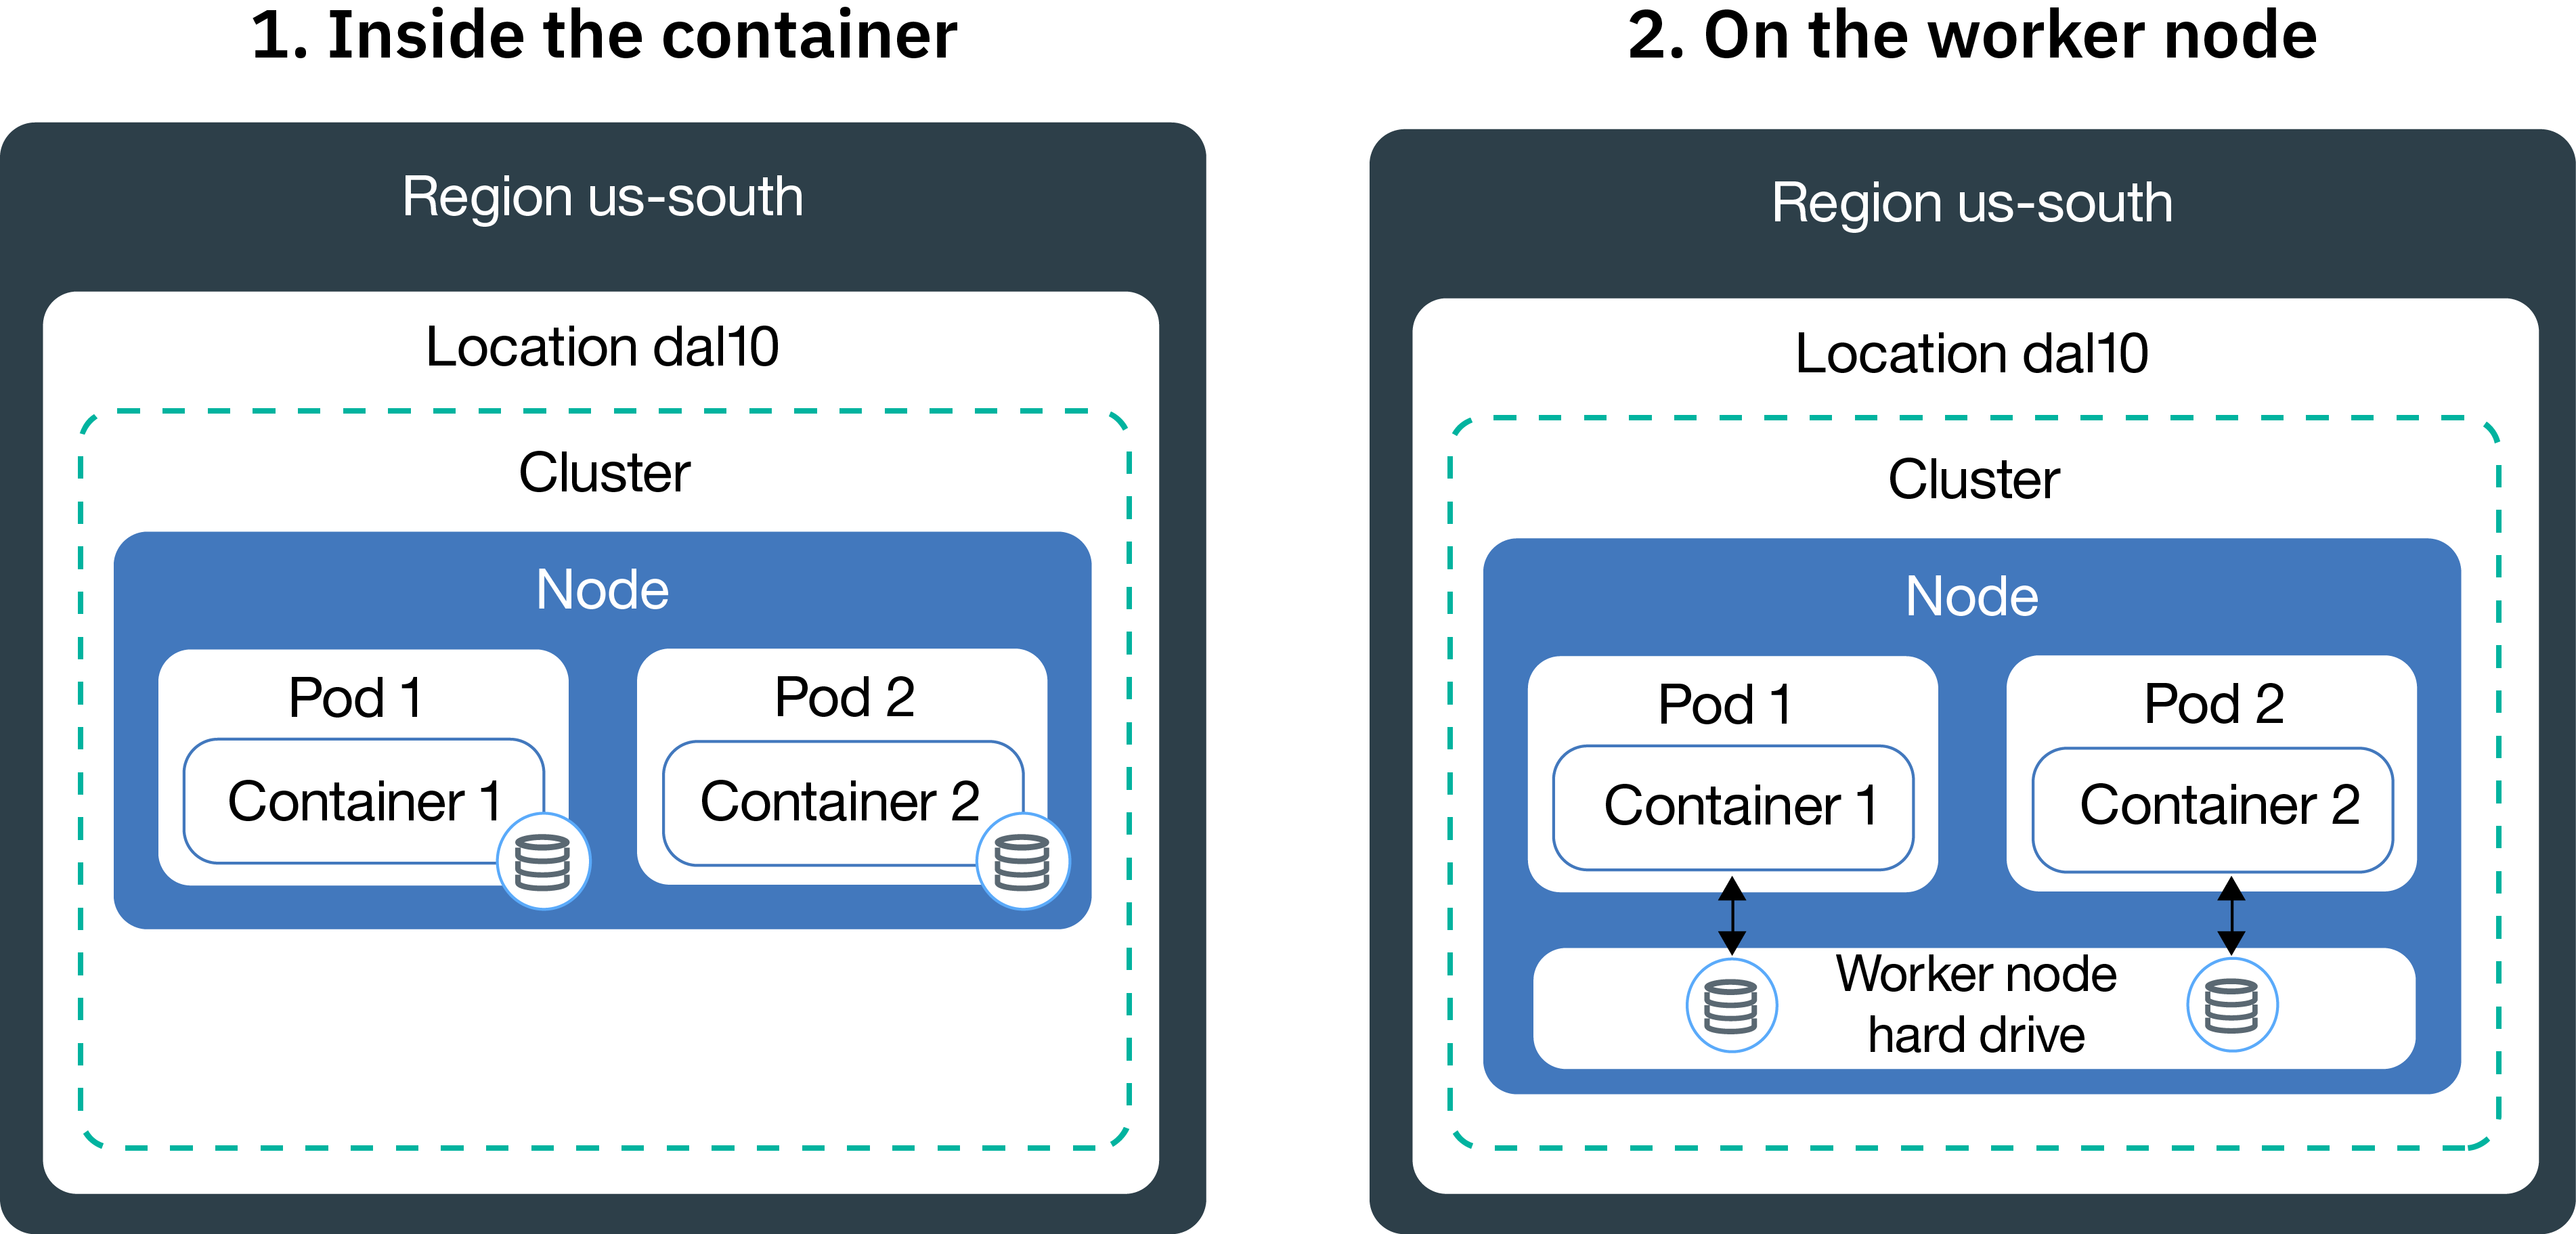 1. Inside the container
Region us-south
Location dal10
Cluster
Node
Pod 1
Container 1
Pod 2
Container 2
2. On the worker node
Region us-south
Location dal10
Cluster
Node
Pod 1
Container 1
Pod 2
Container 2
Worker node
hard drive